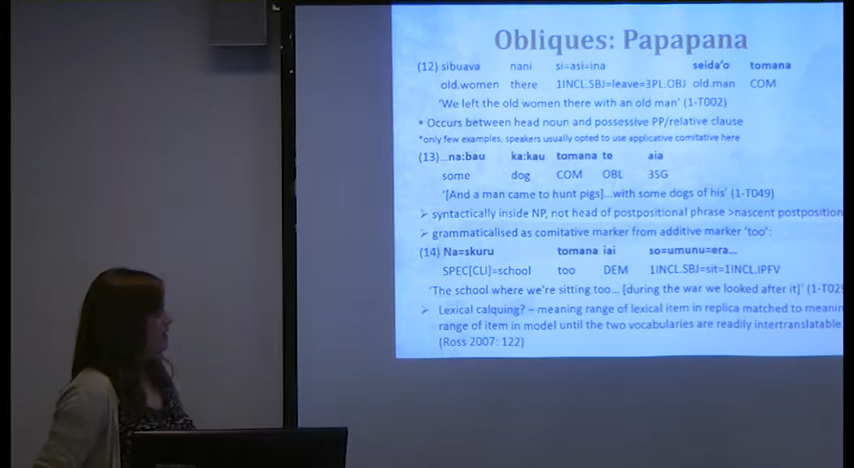 Obliques: Papapana
(12) sibuava nani si=asi=ina seida'o tomana
old.women there 1INCL.SBJ=leave=3PL.OBJ old.man COM
'We left the old women there with an old man' (1-T002)
* Occurs between head noun and possessive PP/relative clause
*only few examples, speakers usually opted to use applicative comitative here
(13)...na:bau ka:kau tomana te aia
some dog COM OBL 3SG
'[And a man came to hunt pigs]...with some dogs of his' (1-T049)
➢ syntactically inside NP, not head of postpositional phrase >nascent postposition
➢ grammaticalised as comitative marker from additive marker 'too':
(14) Na=skuru tomana iai so=umunu=era...
SPEC[CLI]=school too DEM 1INCL.SBJ=sit=1INCL.IPFV
'The school where we're sitting too... [during the war we looked after it]'
➢ Lexical calquing? – meaning range of lexical item in replica matched to
range of item in model until the two vocabularies are readily intertranslatable
(Ross 2007: 122)